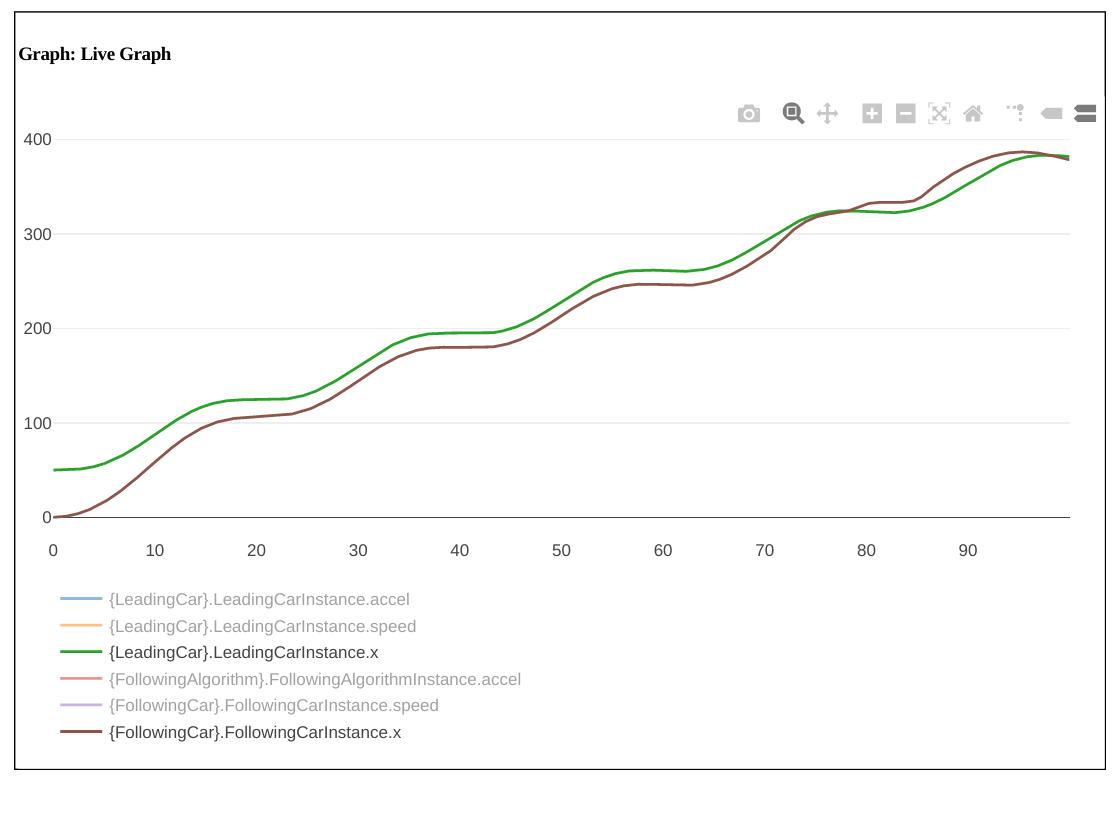 Graph: Live Graph
400
300
200
100
0
0 10 20 30 40 50 60 70 80 90
{LeadingCar}.LeadingCarInstance.accel
{LeadingCar}.LeadingCarInstance.speed
{LeadingCar}.LeadingCarInstance.x
{FollowingAlgorithm}.FollowingAlgorithmInstance.accel
{FollowingCar}.FollowingCarInstance.speed
{FollowingCar}.FollowingCarInstance.x